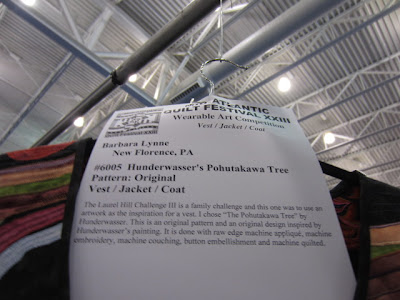 ATLANTIC
QUILT FESTIVAL XXIII
Wearable Art Competition
Vest / Jacket / Coat
Barbara Lynne
New Florence, PA
#6005 Hunderwasser's Pohutakawa Tree
Pattern: Original
Vest / Jacket / Coat
The Laurel Hill Challenge III is a family challenge and this one was to use an
artwork as the inspiration for a vest. I chose "The Pohutakawa Tree" by
Hunderwasser. This is an original pattern and an original design inspired by
Hunderwasser's painting. It is done with raw edge machine appliqué, machine
embroidery, machine couching, button embellishment and machine quilted.